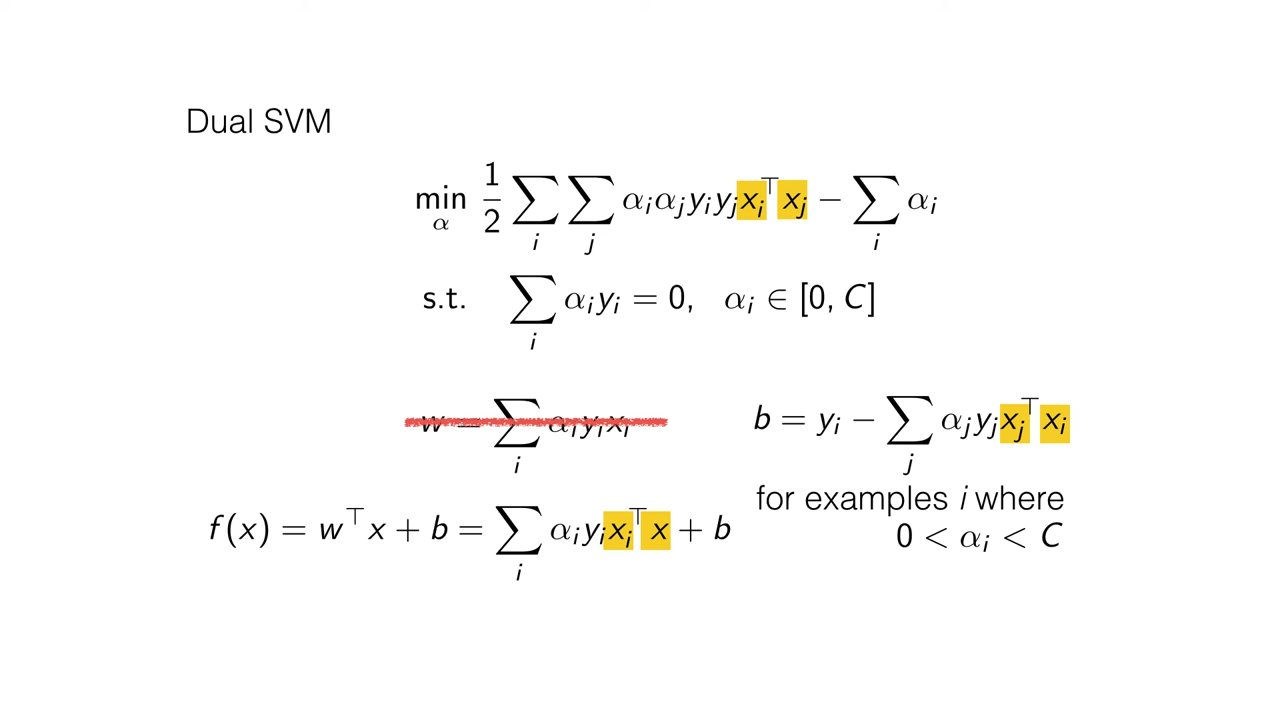 Dual SVM
min_α 1/2 ∑_i ∑_j α_i α_j y_i y_j x_i^⊤ x_j − ∑_i α_i
s.t. ∑_i α_i y_i = 0, α_i ∈ [0, C]
w = ∑_i α_i y_i x_i
b = y_i − ∑_j α_j y_j x_j^⊤ x_i
for examples i where
0 < α_i < C
f(x) = w^⊤ x + b = ∑_i α_i y_i x_i^⊤ x + b